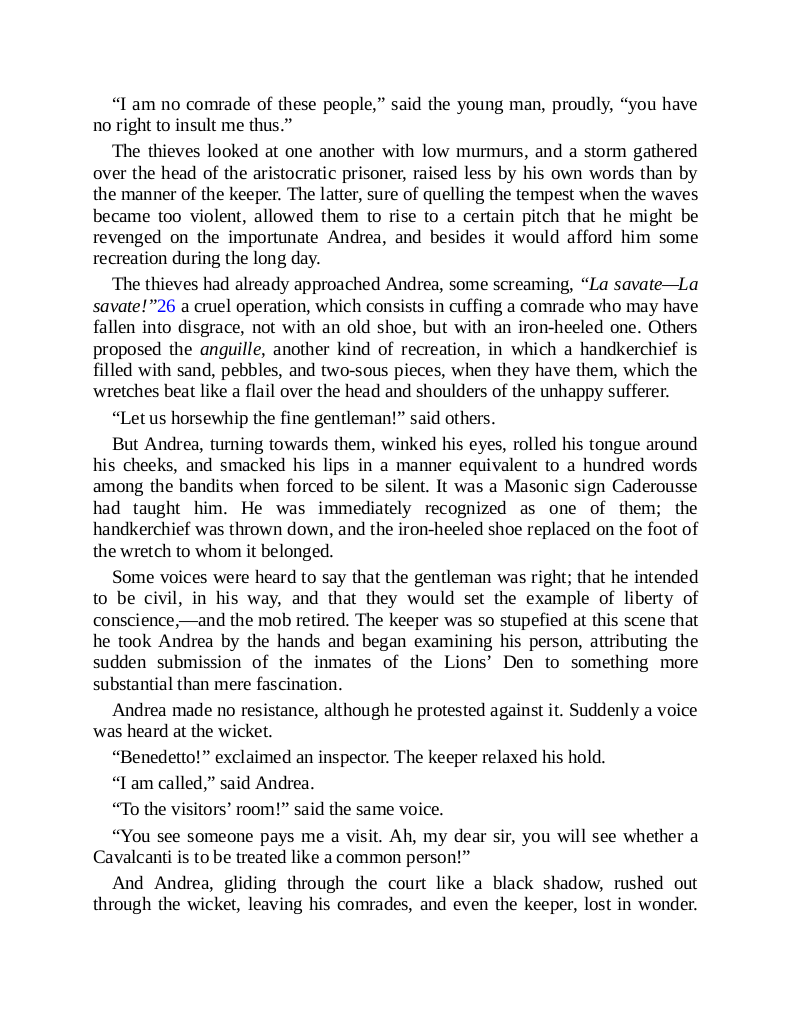 “I am no comrade of these people,” said the young man, proudly, “you have
no right to insult me thus.”
The thieves looked at one another with low murmurs, and a storm gathered
over the head of the aristocratic prisoner, raised less by his own words than by
the manner of the keeper. The latter, sure of quelling the tempest when the waves
became too violent, allowed them to rise to a certain pitch that he might be
revenged on the importunate Andrea, and besides it would afford him some
recreation during the long day.
The thieves had already approached Andrea, some screaming, “La savate—La
savate!”26 a cruel operation, which consists in cuffing a comrade who may have
fallen into disgrace, not with an old shoe, but with an iron-heeled one. Others
proposed the anguille, another kind of recreation, in which a handkerchief is
filled with sand, pebbles, and two-sous pieces, when they have them, which the
wretches beat like a flail over the head and shoulders of the unhappy sufferer.
“Let us horsewhip the fine gentleman!” said others.
But Andrea, turning towards them, winked his eyes, rolled his tongue around
his cheeks, and smacked his lips in a manner equivalent to a hundred words
among the bandits when forced to be silent. It was a Masonic sign Caderousse
had taught him. He was immediately recognized as one of them; the
handkerchief was thrown down, and the iron-heeled shoe replaced on the foot of
the wretch to whom it belonged.
Some voices were heard to say that the gentleman was right; that he intended
to be civil, in his way, and that they would set the example of liberty of
conscience,—and the mob retired. The keeper was so stupefied at this scene that
he took Andrea by the hands and began examining his person, attributing the
sudden submission of the inmates of the Lions’ Den to something more
substantial than mere fascination.
Andrea made no resistance, although he protested against it. Suddenly a voice
was heard at the wicket.
“Benedetto!” exclaimed an inspector. The keeper relaxed his hold.
“I am called,” said Andrea.
“To the visitors’ room!” said the same voice.
“You see someone pays me a visit. Ah, my dear sir, you will see whether a
Cavalcanti is to be treated like a common person!”
And Andrea, gliding through the court like a black shadow, rushed out
through the wicket, leaving his comrades, and even the keeper, lost in wonder.